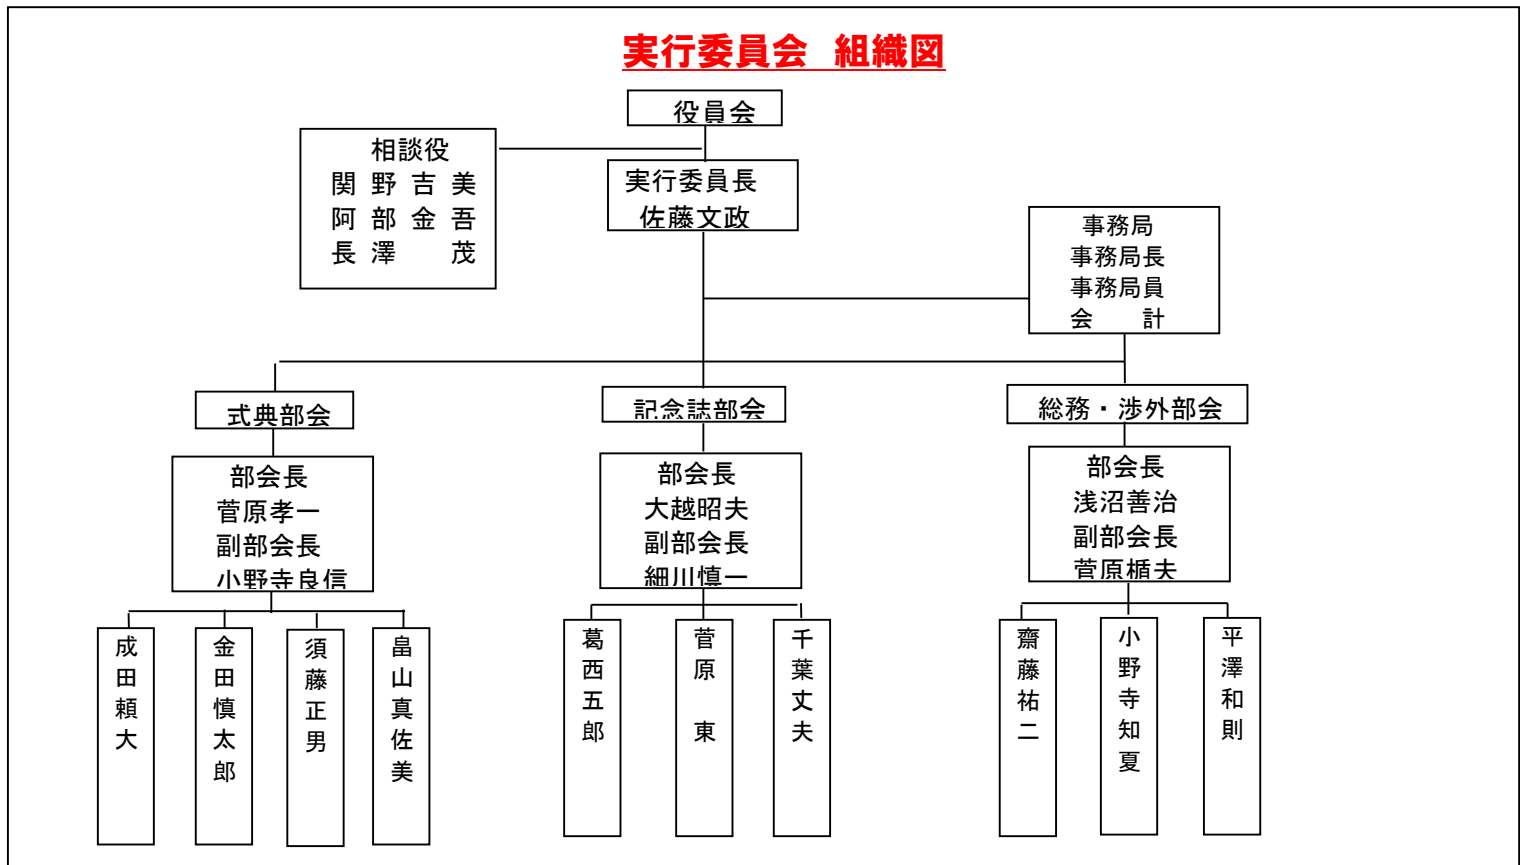 実行委員会　組織図
役員会
相談役
関 野 吉 美
阿 部 金 吾
長 澤 　 茂
実行委員長
佐藤文政
事務局
事務局長
事務局員
会　　計
式典部会
記念誌部会
総務・渉外部会
部会長
菅原孝一
副部会長
小野寺良信
部会長
大越昭夫
副部会長
細川慎一
部会長
浅沼善治
副部会長
菅原楯夫
成田頼大
金田慎太郎
須藤正男
畠山真佐美
葛西五郎
菅原　東
千葉丈夫
齋藤祐二
小野寺知夏
平澤和則